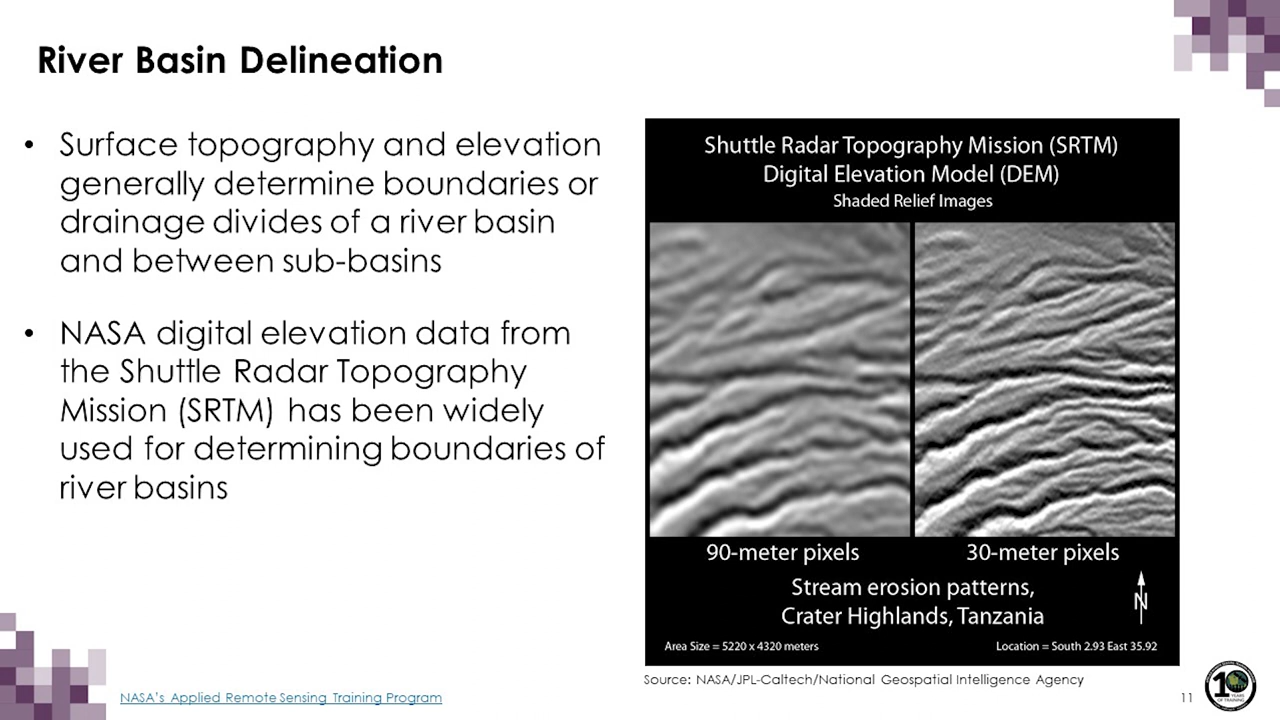 River Basin Delineation
• Surface topography and elevation
generally determine boundaries or
drainage divides of a river basin
and between sub-basins
• NASA digital elevation data from
the Shuttle Radar Topography
Mission (SRTM) has been widely
used for determining boundaries of
river basins
Shuttle Radar Topography Mission (SRTM)
Digital Elevation Model (DEM)
Shaded Relief Images
90-meter pixels
30-meter pixels
Stream erosion patterns,
Crater Highlands, Tanzania
N
Area Size = 5220 x 4320 meters
Location = South 2.93 East 35.92
Source: NASA/JPL-Caltech/National Geospatial Intelligence Agency
NASA's Applied Remote Sensing Training Program
11
10
YEARS
OF TRAINING